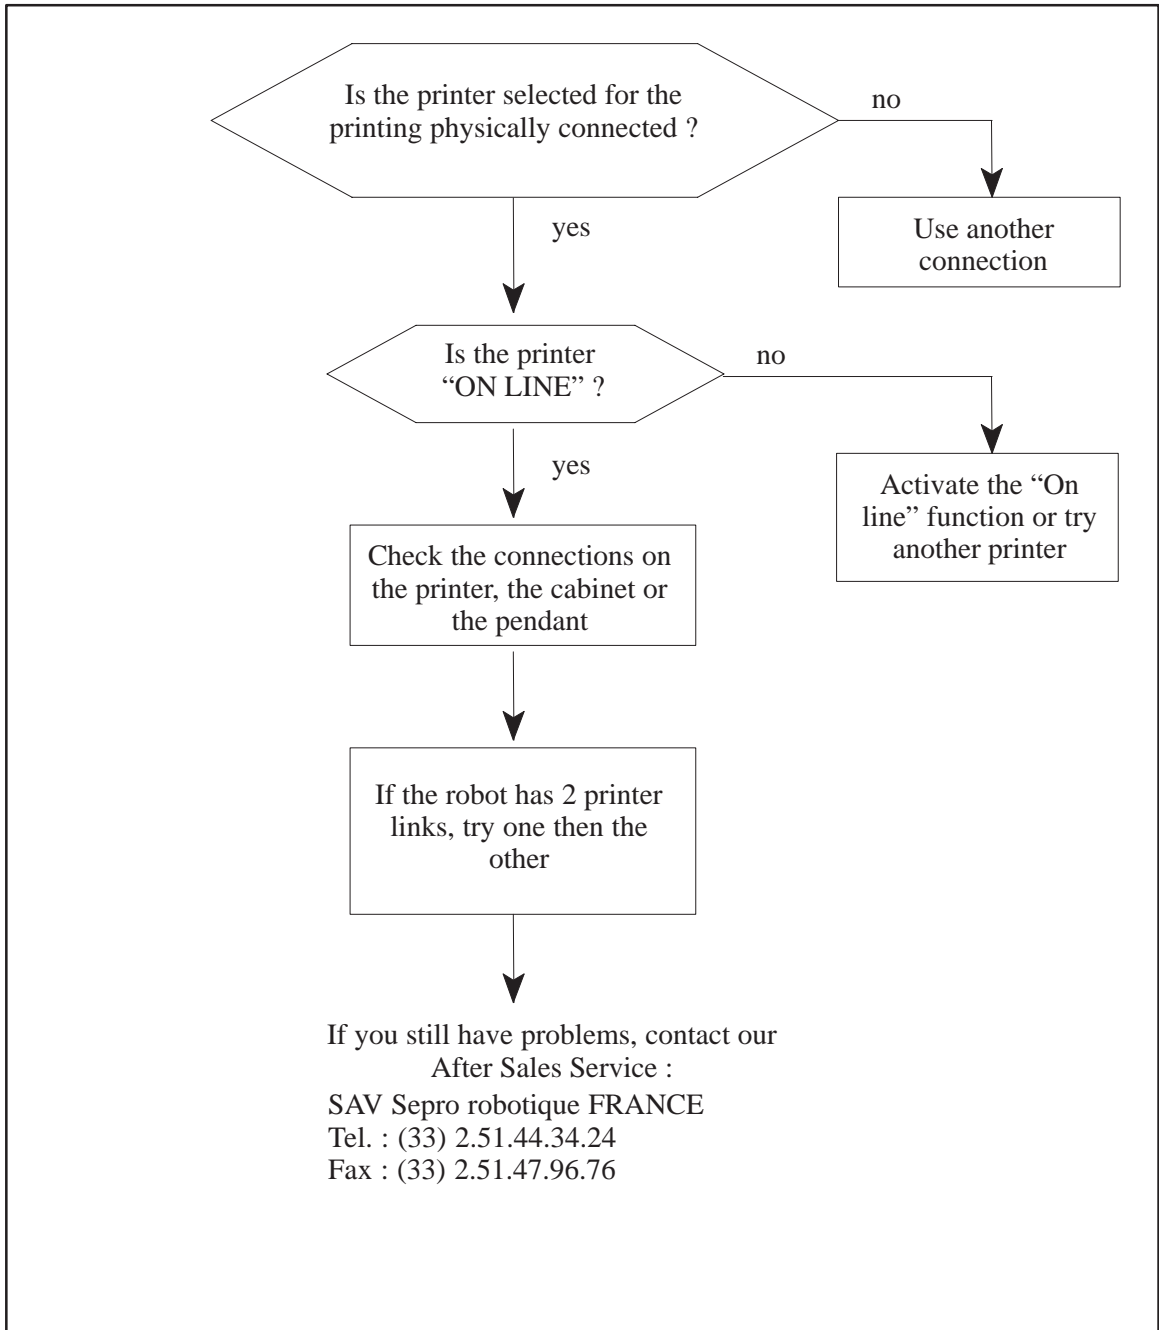 Is the printer selected for the
printing physically connected ?
no
yes
Use another
connection
Is the printer
“ON LINE” ?
no
yes
Activate the “On
line” function or try
another printer
Check the connections on
the printer, the cabinet or
the pendant
If the robot has 2 printer
links, try one then the
other
If you still have problems, contact our
After Sales Service :
SAV Sepro robotique FRANCE
Tel. : (33) 2.51.44.34.24
Fax : (33) 2.51.47.96.76